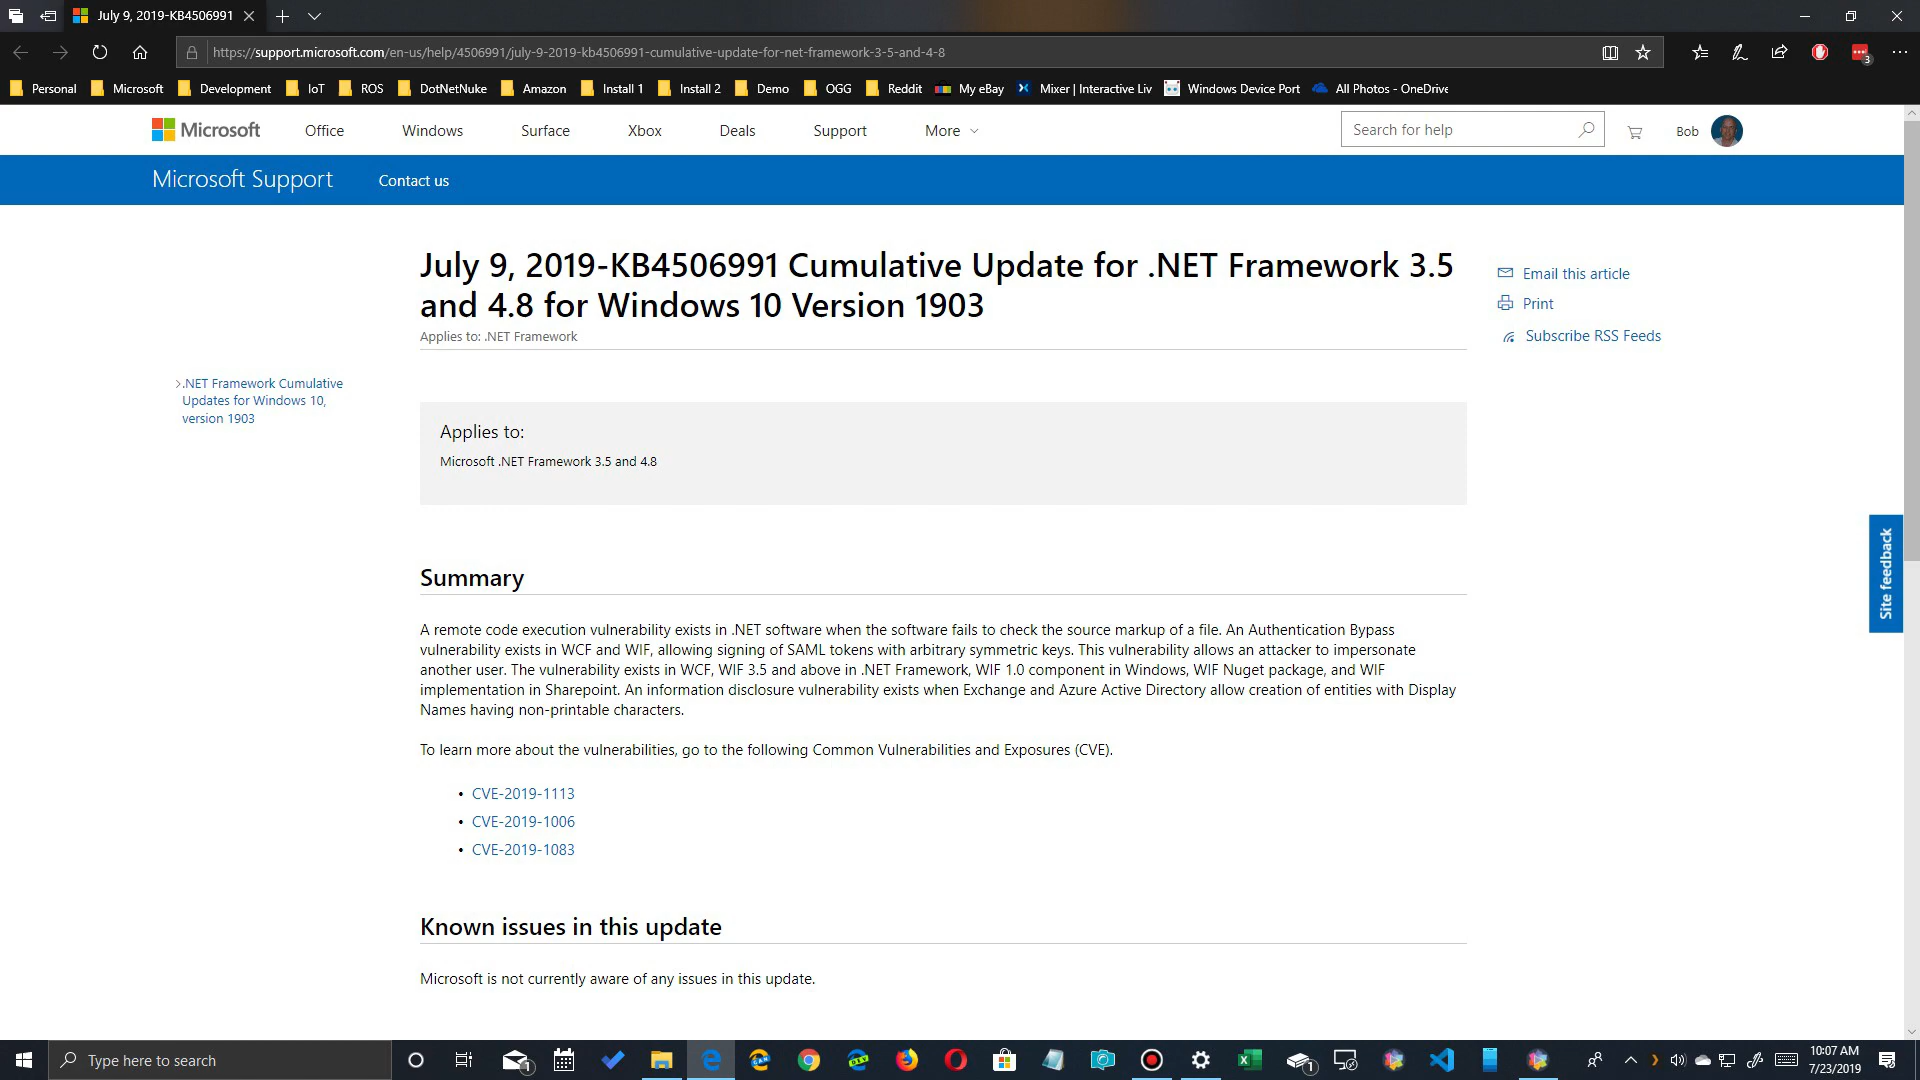 July 9, 2019-KB4506991
https://support.microsoft.com/en-us/help/4506991/july-9-2019-kb4506991-cumulative-update-for-net-framework-3-5-and-4-8
3
Personal Microsoft Development IoT ROS DotNetNuke Amazon Install 1 Install 2 Demo OGG Reddit My eBay Mixer | Interactive Liv Windows Device Port All Photos - OneDrive
Microsoft Office Windows Surface Xbox Deals Support More Search for help Bob
Microsoft Support Contact us
July 9, 2019-KB4506991 Cumulative Update for .NET Framework 3.5
and 4.8 for Windows 10 Version 1903
Applies to: .NET Framework
Email this article
Print
Subscribe RSS Feeds
.NET Framework Cumulative
Updates for Windows 10,
version 1903
Applies to:
Microsoft .NET Framework 3.5 and 4.8
Site feedback
Summary
A remote code execution vulnerability exists in .NET software when the software fails to check the source markup of a file. An Authentication Bypass
vulnerability exists in WCF and WIF, allowing signing of SAML tokens with arbitrary symmetric keys. This vulnerability allows an attacker to impersonate
another user. The vulnerability exists in WCF, WIF 3.5 and above in .NET Framework, WIF 1.0 component in Windows, WIF Nuget package, and WIF
implementation in Sharepoint. An information disclosure vulnerability exists when Exchange and Azure Active Directory allow creation of entities with Display
Names having non-printable characters.
To learn more about the vulnerabilities, go to the following Common Vulnerabilities and Exposures (CVE).
• CVE-2019-1113
• CVE-2019-1006
• CVE-2019-1083
Known issues in this update
Microsoft is not currently aware of any issues in this update.
Type here to search
1
1
10:07 AM
7/23/2019